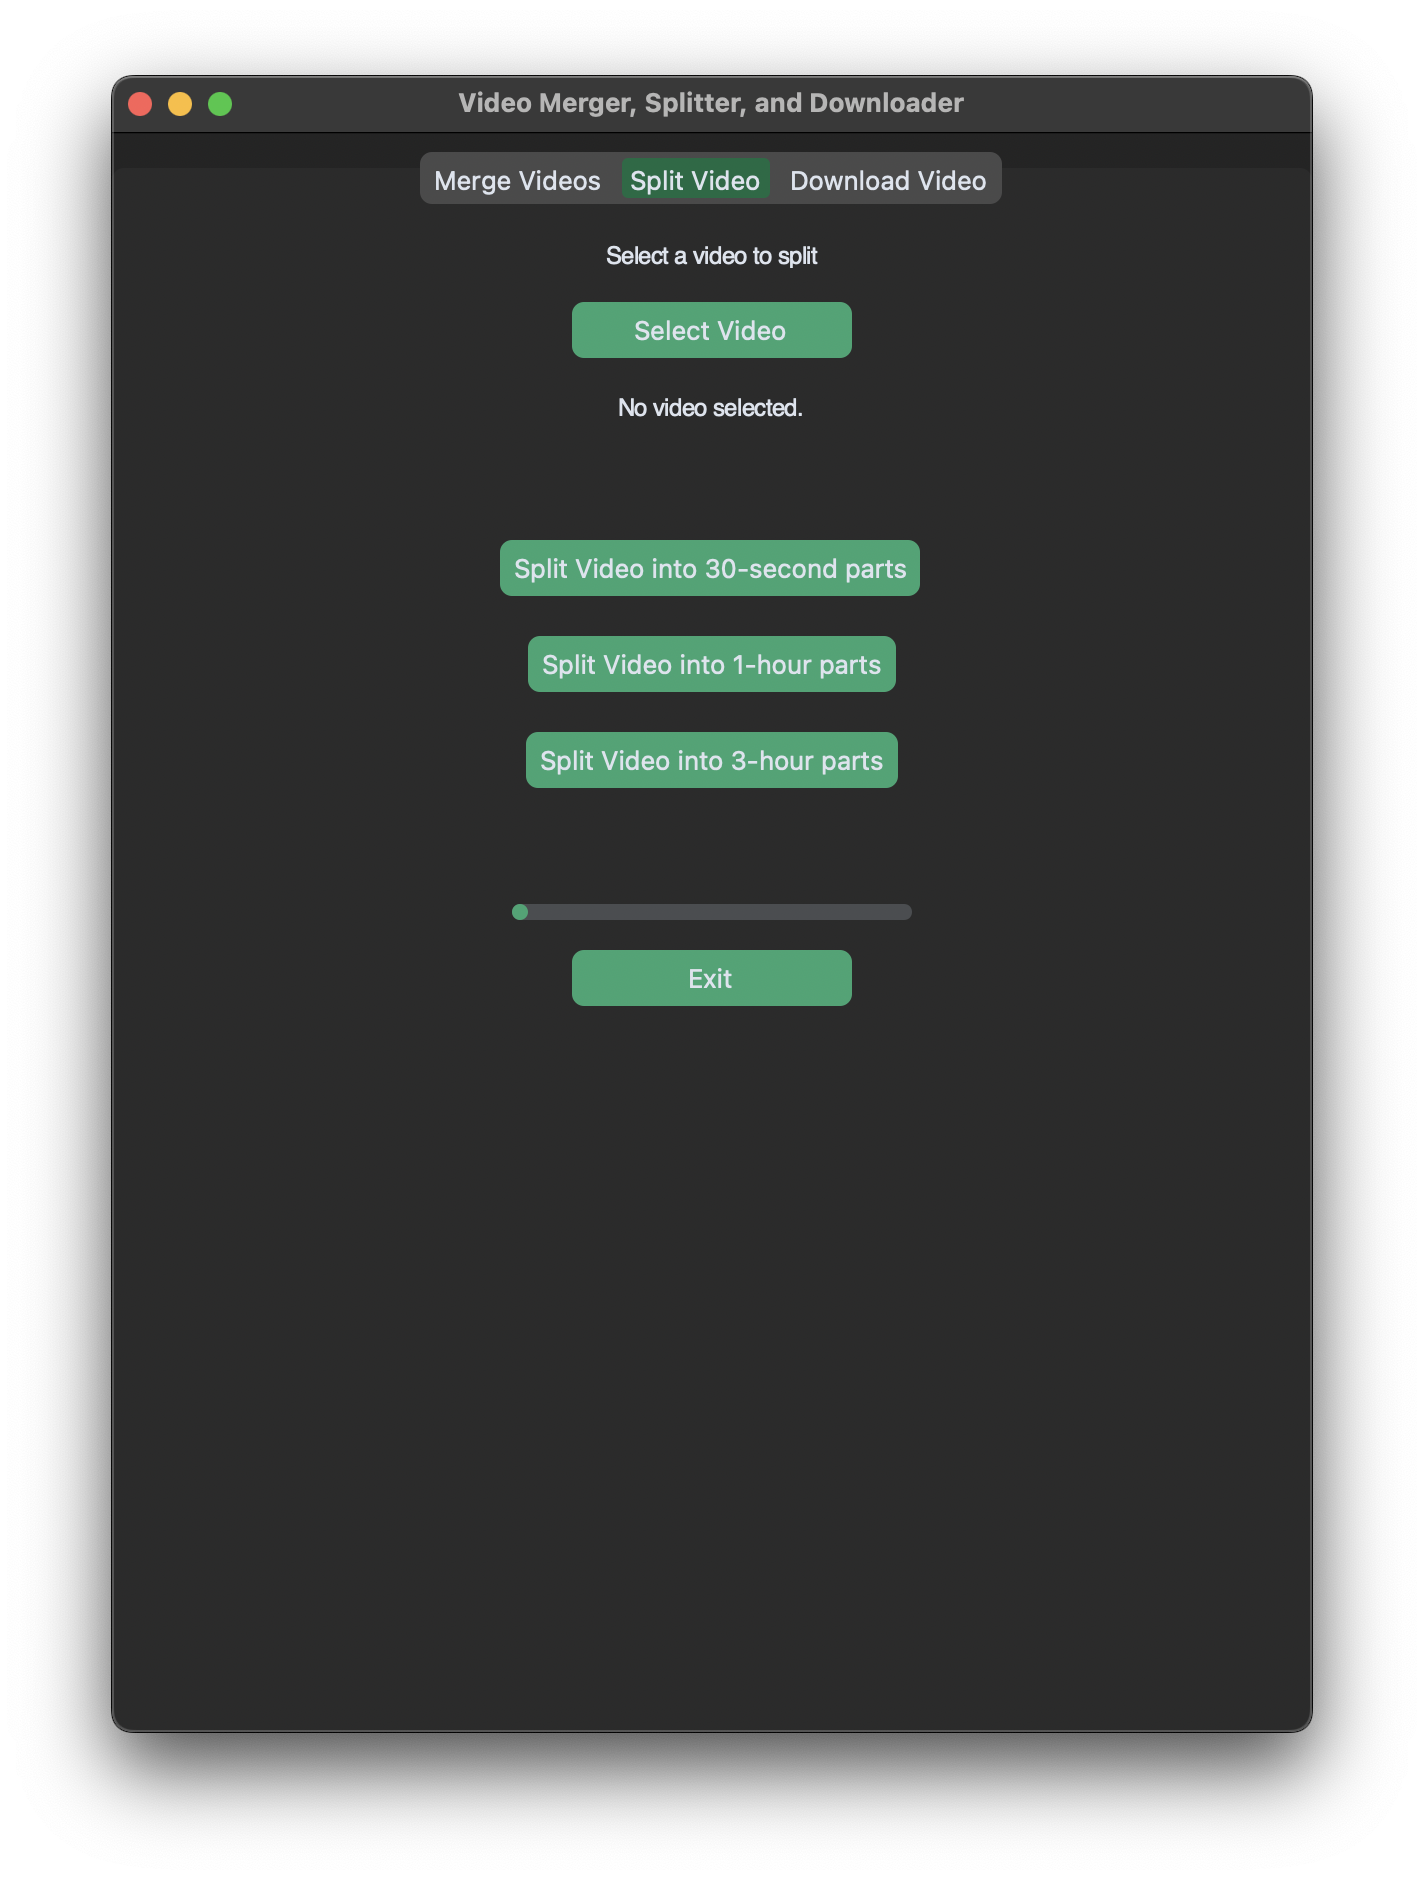 Video Merger, Splitter, and Downloader
Merge Videos Split Video Download Video
Select a video to split
Select Video
No video selected.
Split Video into 30-second parts
Split Video into 1-hour parts
Split Video into 3-hour parts
Exit